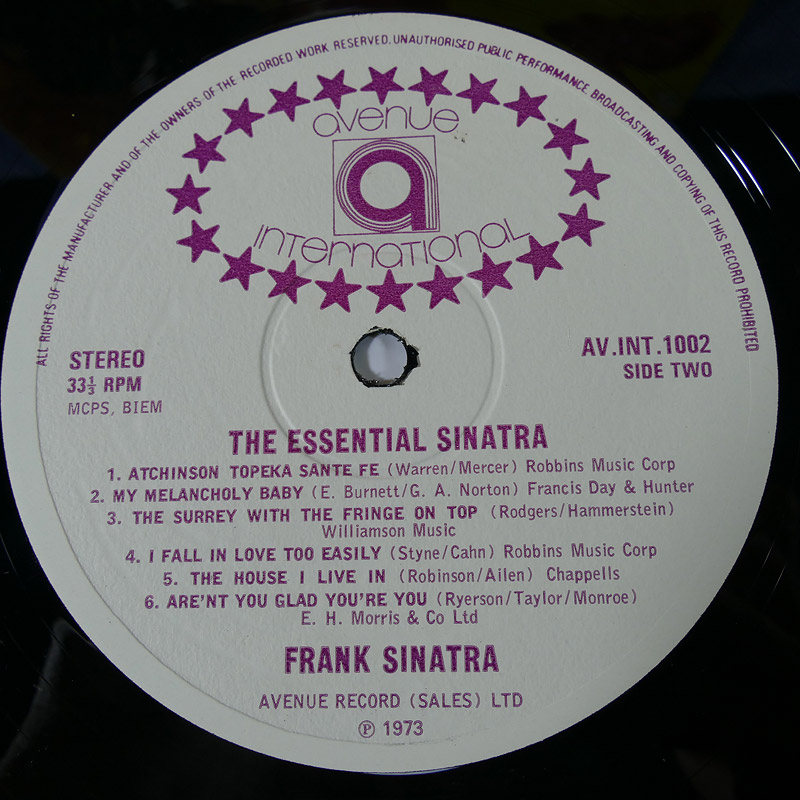 ALL RIGHTS OF THE MANUFACTURER AND OF THE OWNERS OF THE RECORDED WORK RESERVED. UNAUTHORISED PUBLIC PERFORMANCE BROADCASTING AND COPYING OF THIS RECORD PROHIBITED
avenue
a
INTERNATIONAL
STEREO
33⅓ RPM
MCPS, BIEM
AV.INT.1002
SIDE TWO
THE ESSENTIAL SINATRA
1. ATCHINSON TOPEKA SANTE FE (Warren/Mercer) Robbins Music Corp
2. MY MELANCHOLY BABY (E. Burnett/G. A. Norton) Francis Day & Hunter
3. THE SURREY WITH THE FRINGE ON TOP (Rodgers/Hammerstein)
Williamson Music
4. I FALL IN LOVE TOO EASILY (Styne/Cahn) Robbins Music Corp
5. THE HOUSE I LIVE IN (Robinson/Ailen) Chappells
6. ARE'NT YOU GLAD YOU'RE YOU (Ryerson/Taylor/Monroe)
E. H. Morris & Co Ltd
FRANK SINATRA
AVENUE RECORD (SALES) LTD
℗ 1973